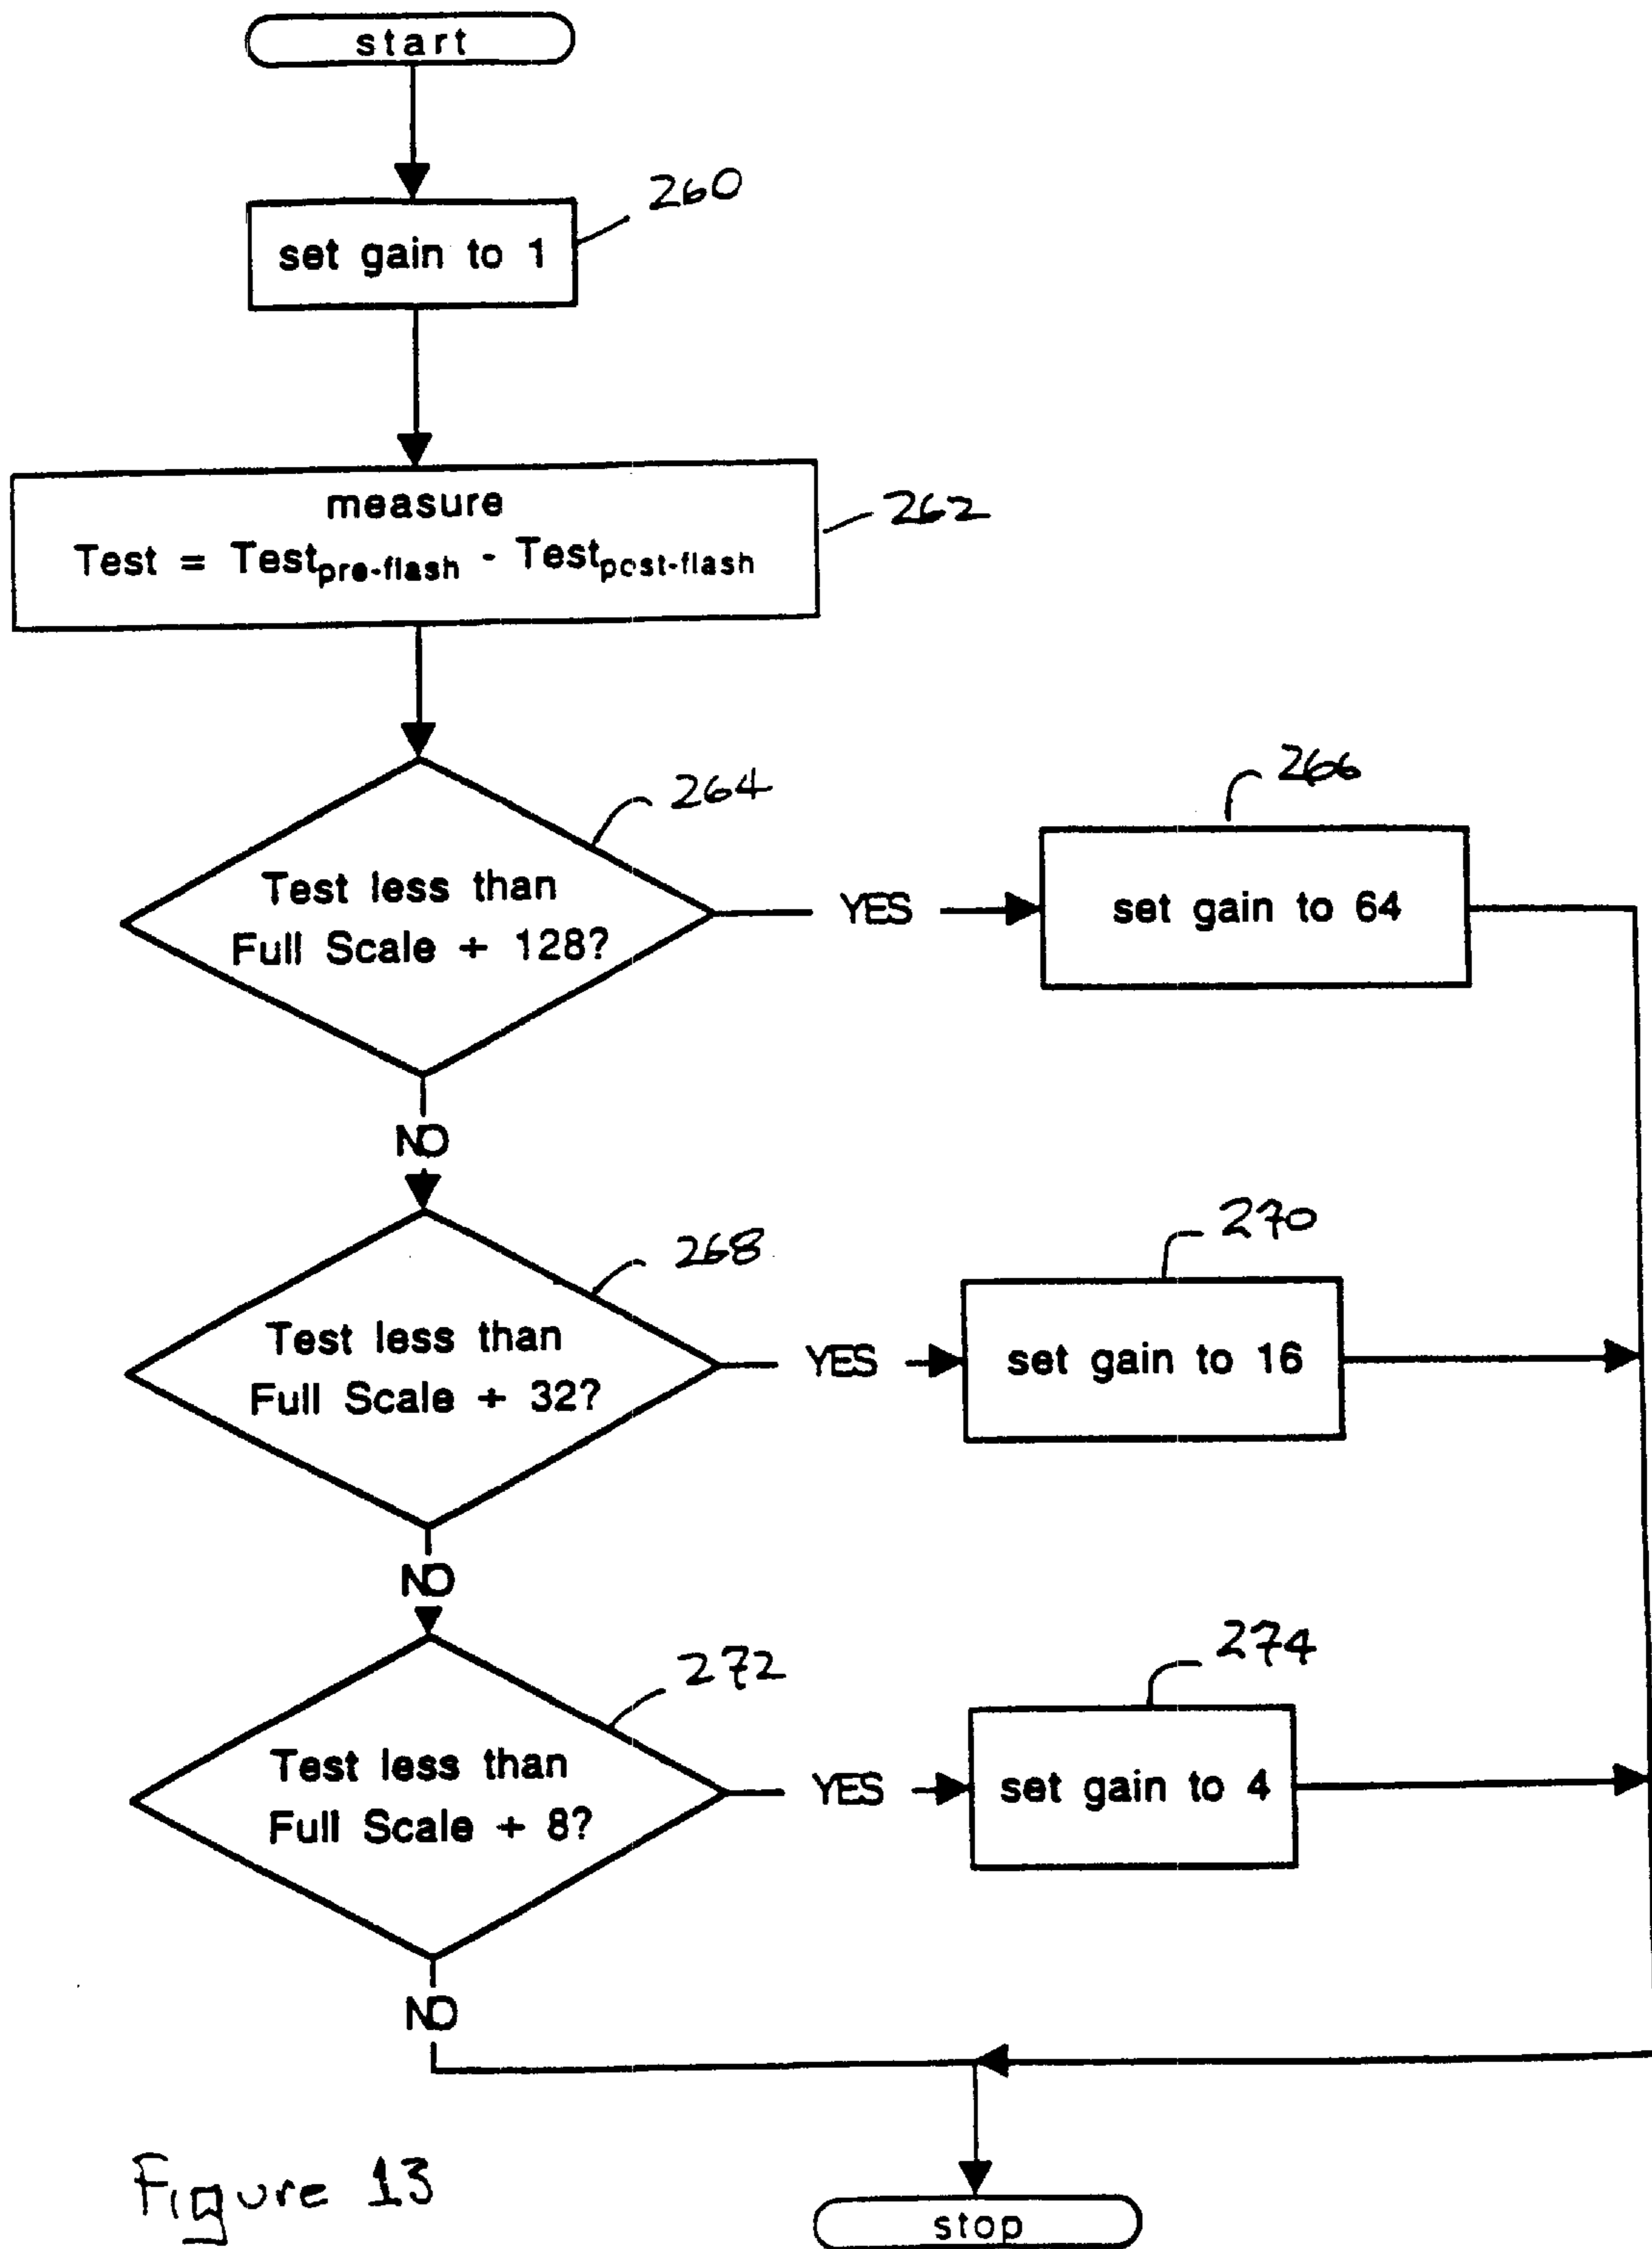 start
260
set gain to 1
262
measure
Test = Testpre-flash - Testpost-flash
264
266
Test less than
Full Scale + 128?
YES
set gain to 64
NO
268
270
Test less than
Full Scale + 32?
YES
set gain to 16
NO
272
274
Test less than
Full Scale + 8?
YES
set gain to 4
NO
Figure 13
stop